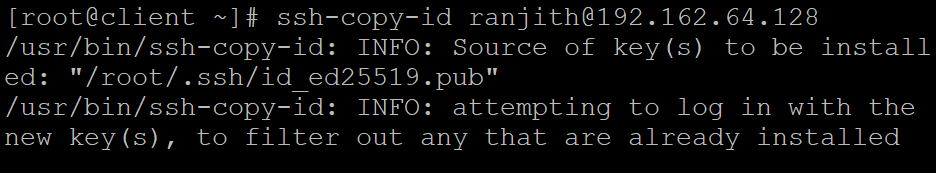 [root@client ~]# ssh-copy-id ranjith@192.162.64.128
/usr/bin/ssh-copy-id: INFO: Source of key(s) to be install
ed: "/root/.ssh/id_ed25519.pub"
/usr/bin/ssh-copy-id: INFO: attempting to log in with the
new key(s), to filter out any that are already installed